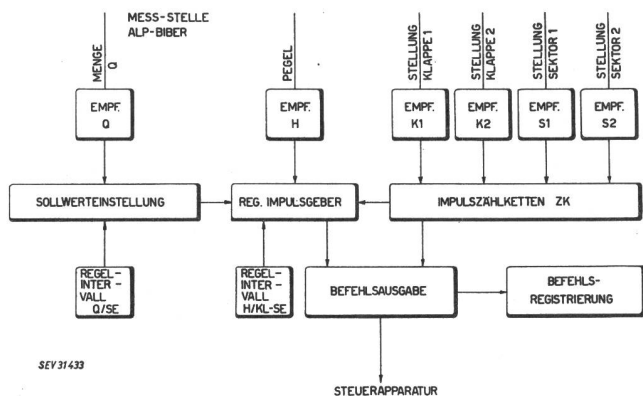 MESS-STELLE
ALP-BIBER
MENGE
Q
PEGEL
STELLUNG
KLAPPE 1
STELLUNG
KLAPPE 2
STELLUNG
SEKTOR 1
STELLUNG
SEKTOR 2
EMPF.
Q
EMPF.
H
EMPF.
K1
EMPF.
K2
EMPF.
S1
EMPF.
S2
SOLLWERTEINSTELLUNG
REG. IMPULSGEBER
IMPULSZÄHLKETTEN ZK
REGEL-
INTER-
VALL
Q/SE
REGEL-
INTER-
VALL
H/KL-SE
BEFEHLSAUSGABE
BEFEHLS-
REGISTRIERUNG
SEV 31433
STEUERAPPARATUR